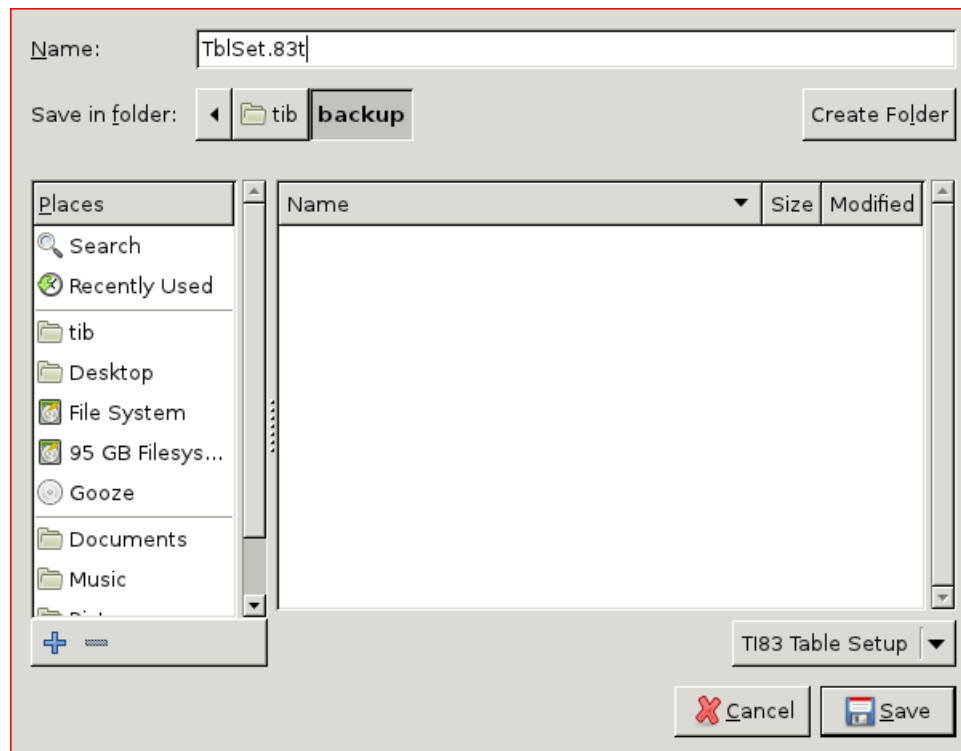 Name: TblSet.83t
Save in folder: tib backup Create Folder
Places
Search
Recently Used
tib
Desktop
File System
95 GB Filesys...
Gooze
Documents
Music
Name Size Modified
TI83 Table Setup
Cancel Save